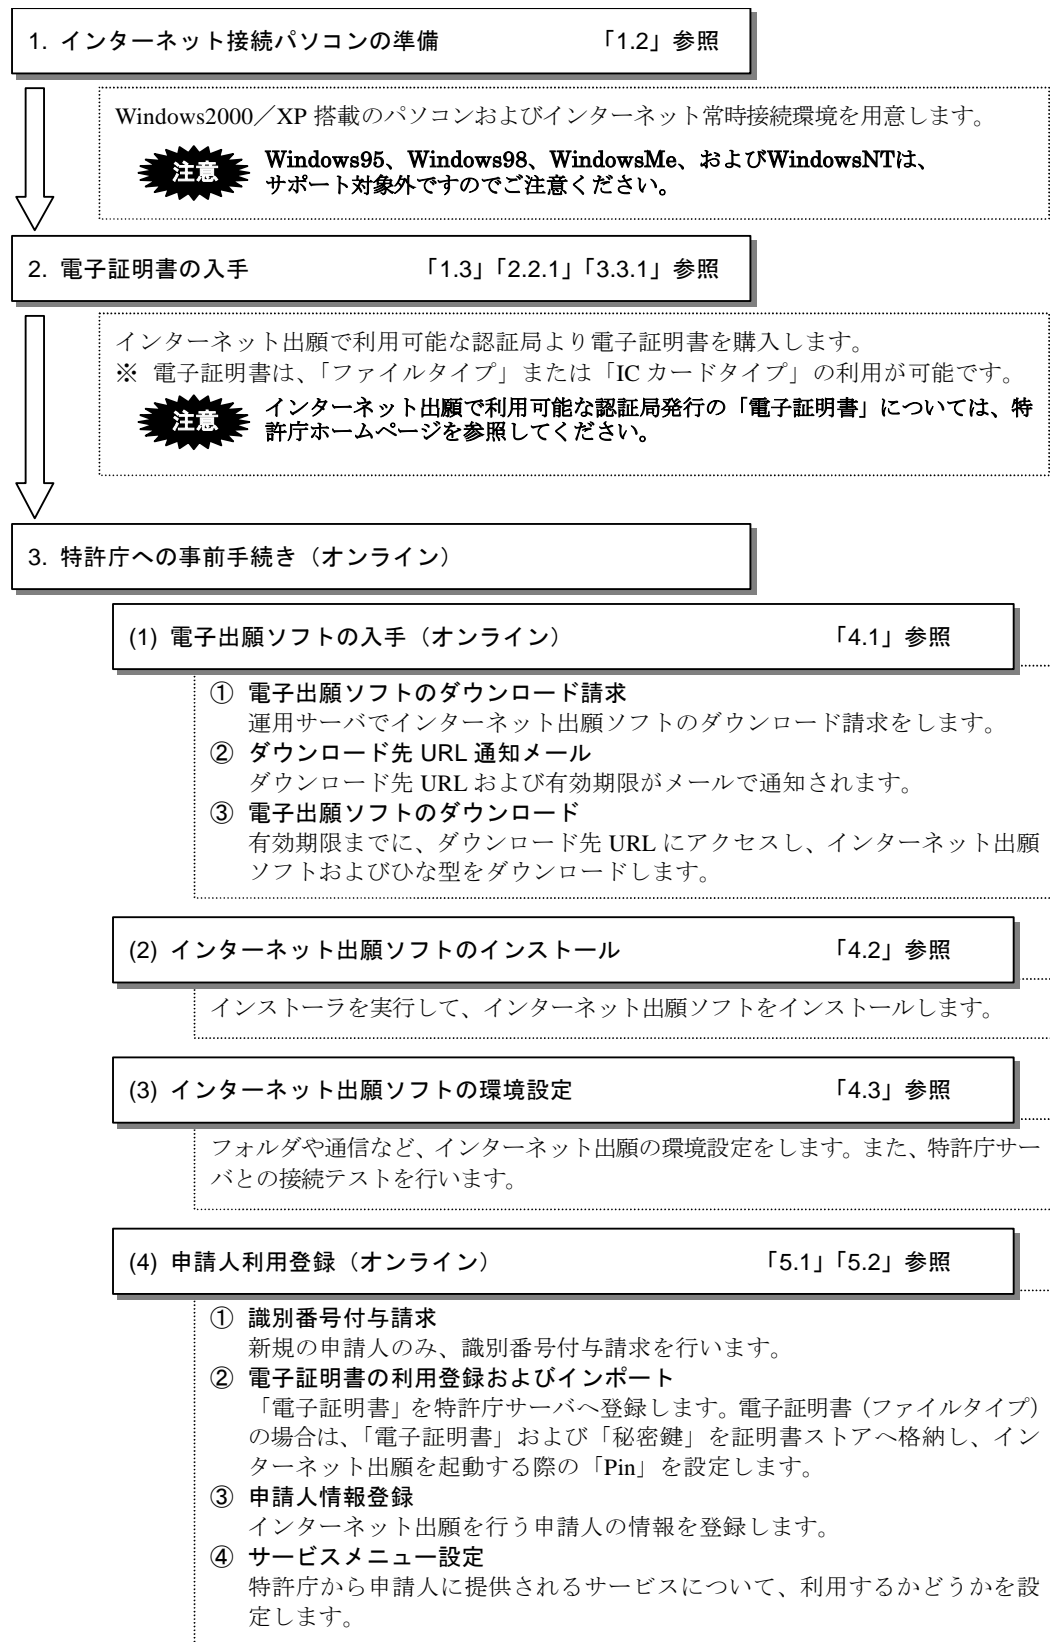 1. インターネット接続パソコンの準備 「1.2」参照
Windows2000／XP 搭載のパソコンおよびインターネット常時接続環境を用意します。
注意
Windows95、Windows98、WindowsMe、およびWindowsNTは、
サポート対象外ですのでご注意ください。
2. 電子証明書の入手 「1.3」「2.2.1」「3.3.1」参照
インターネット出願で利用可能な認証局より電子証明書を購入します。
※ 電子証明書は、「ファイルタイプ」または「IC カードタイプ」の利用が可能です。
注意
インターネット出願で利用可能な認証局発行の「電子証明書」については、特
許庁ホームページを参照してください。
3. 特許庁への事前手続き（オンライン）
(1) 電子出願ソフトの入手（オンライン） 「4.1」参照
① 電子出願ソフトのダウンロード請求
運用サーバでインターネット出願ソフトのダウンロード請求をします。
② ダウンロード先 URL 通知メール
ダウンロード先 URL および有効期限がメールで通知されます。
③ 電子出願ソフトのダウンロード
有効期限までに、ダウンロード先 URL にアクセスし、インターネット出願
ソフトおよびひな型をダウンロードします。
(2) インターネット出願ソフトのインストール 「4.2」参照
インストーラを実行して、インターネット出願ソフトをインストールします。
(3) インターネット出願ソフトの環境設定 「4.3」参照
フォルダや通信など、インターネット出願の環境設定をします。また、特許庁サー
バとの接続テストを行います。
(4) 申請人利用登録（オンライン） 「5.1」「5.2」参照
① 識別番号付与請求
新規の申請人のみ、識別番号付与請求を行います。
② 電子証明書の利用登録およびインポート
「電子証明書」を特許庁サーバへ登録します。電子証明書（ファイルタイプ）
の場合は、「電子証明書」および「秘密鍵」を証明書ストアへ格納し、イン
ターネット出願を起動する際の「Pin」を設定します。
③ 申請人情報登録
インターネット出願を行う申請人の情報を登録します。
④ サービスメニュー設定
特許庁から申請人に提供されるサービスについて、利用するかどうかを設
定します。